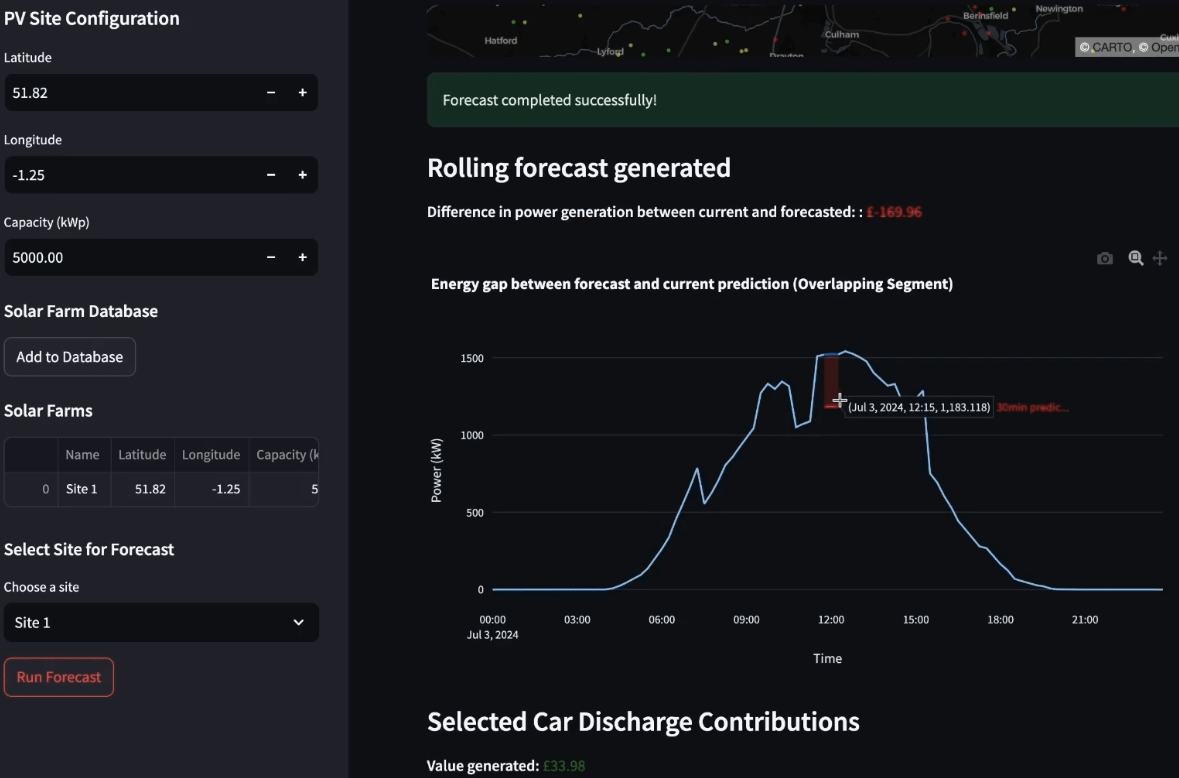 PV Site Configuration
Latitude
51.82
− +
Longitude
-1.25
− +
Capacity (kWp)
5000.00
− +
Solar Farm Database
Add to Database
Solar Farms
Name Latitude Longitude Capacity (k
0 Site 1 51.82 -1.25 5
Select Site for Forecast
Choose a site
Site 1
Run Forecast
Hatford
Lyford
Culham
Drayton
Berinsfield
Newington
© CARTO, © Open
Forecast completed successfully!
Rolling forecast generated
Difference in power generation between current and forecasted: : £-169.96
Energy gap between forecast and current prediction (Overlapping Segment)
Power (kW)
1500
1000
500
0
(Jul 3, 2024, 12:15, 1,183.118) 30min predic...
00:00 03:00 06:00 09:00 12:00 15:00 18:00 21:00
Jul 3, 2024
Time
Selected Car Discharge Contributions
Value generated: £33.98